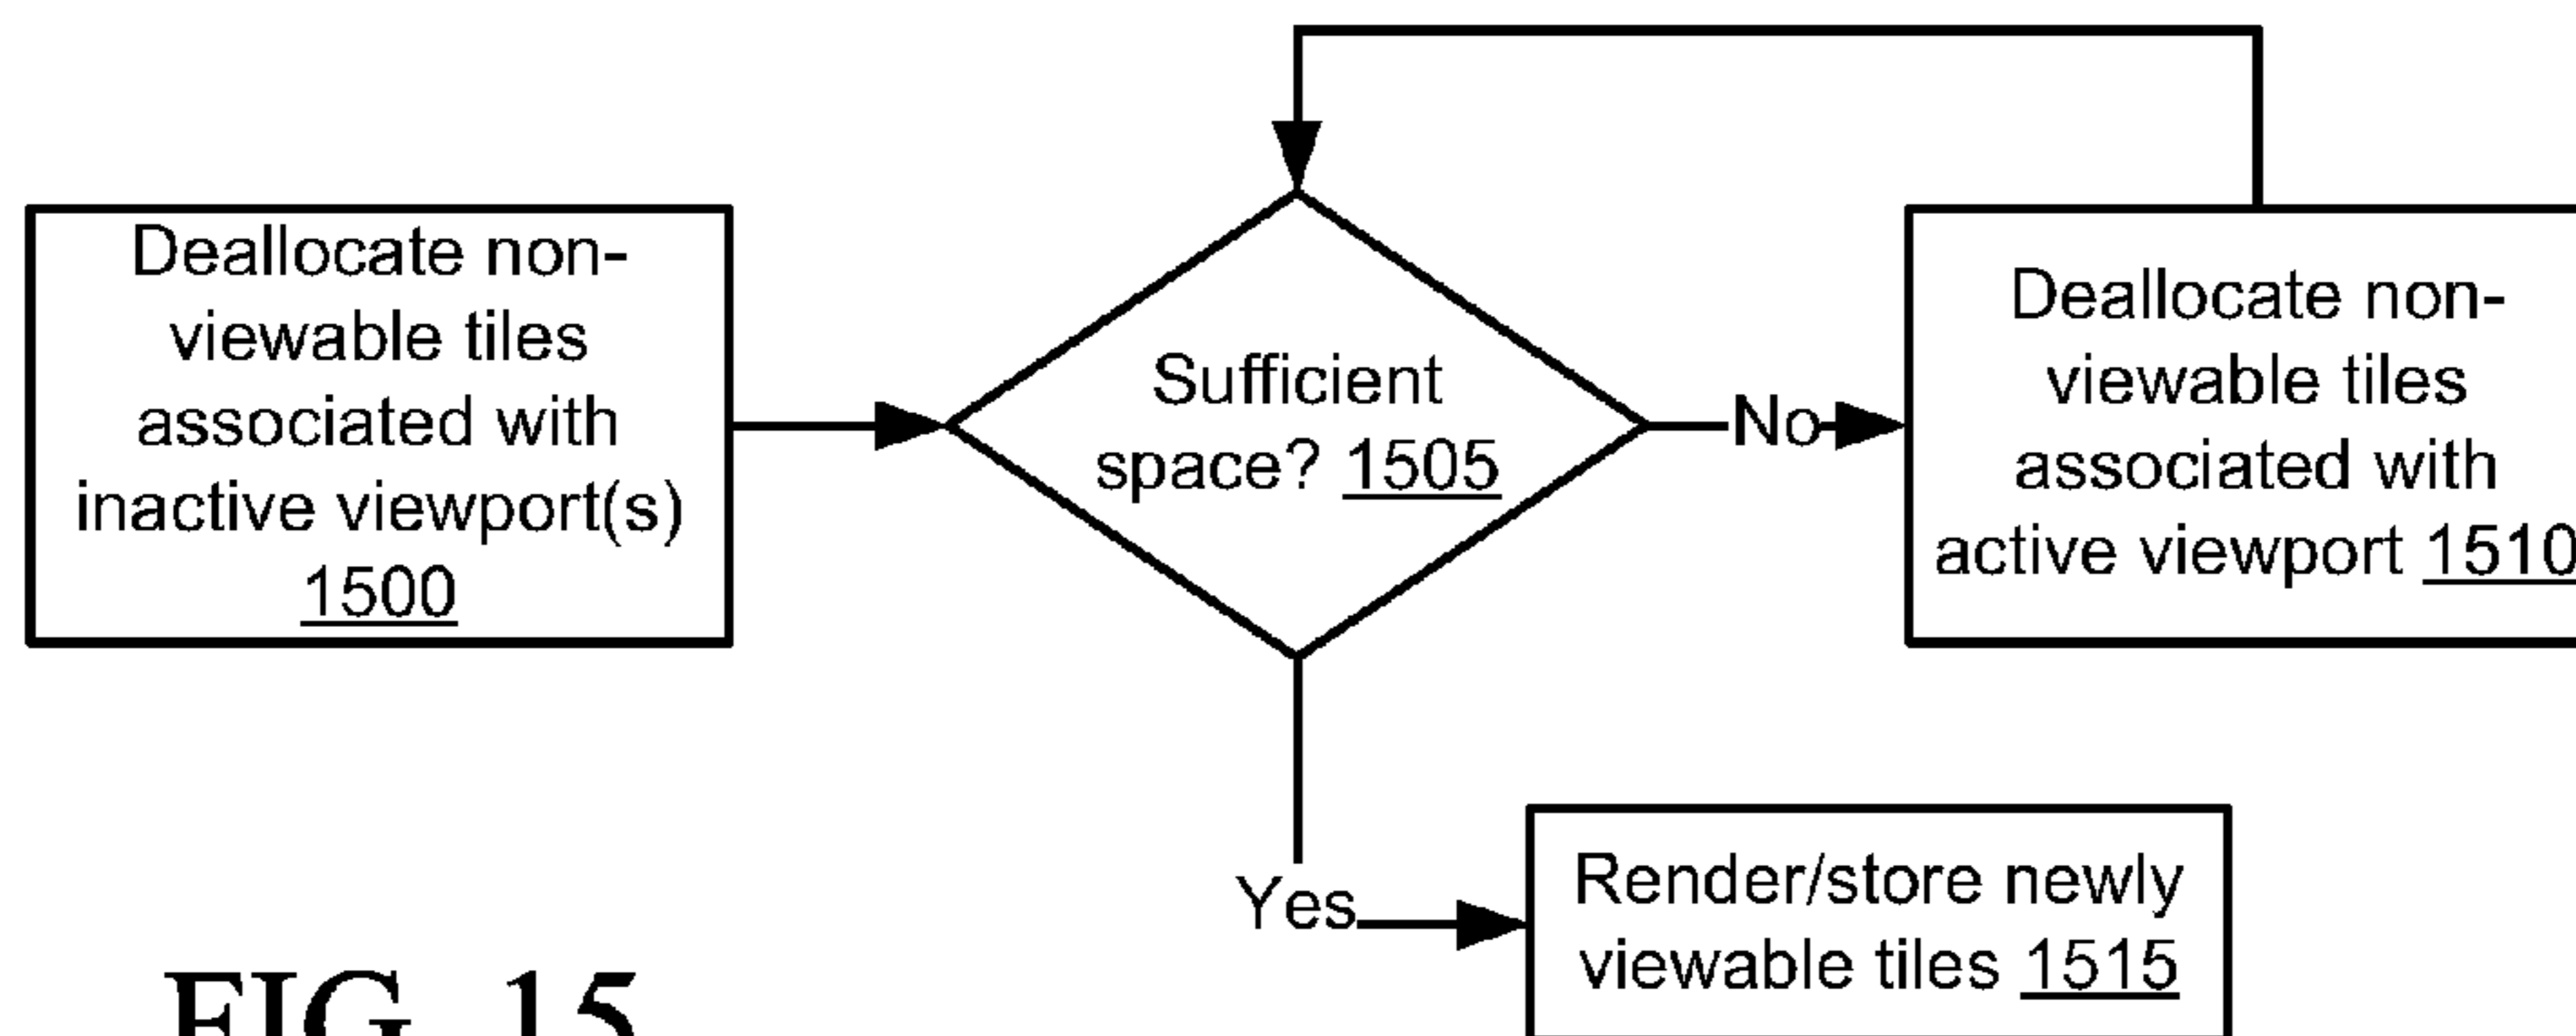 Deallocate non-
viewable tiles
associated with
inactive viewport(s)
1500
Sufficient
space? 1505
No
Deallocate non-
viewable tiles
associated with
active viewport 1510
Yes
Render/store newly
viewable tiles 1515
FIG. 15